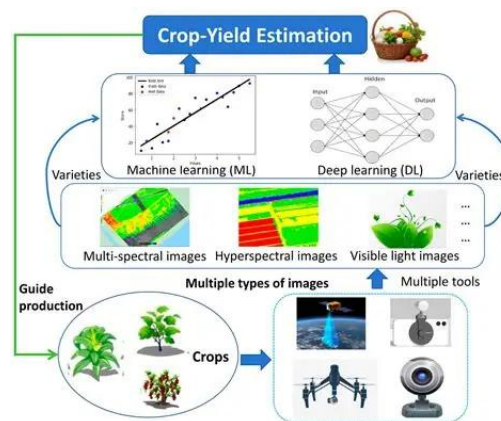 Crop-Yield Estimation
Hidden
Input
Output
Machine learning (ML)
Deep learning (DL)
Varieties
Varieties
Multi-spectral images
Hyperspectral images
Visible light images
...
...
...
Guide
production
Multiple types of images
Multiple tools
Crops